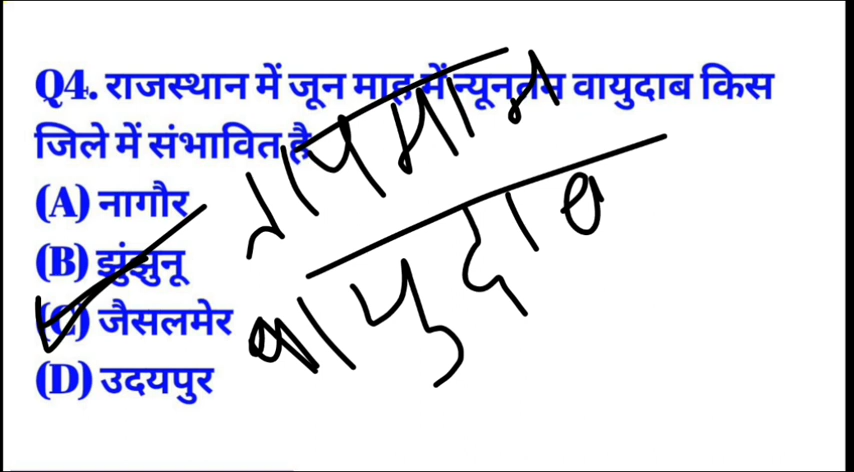 Q4. राजस्थान में जून माह में न्यूनतम वायुदाब किस
जिले में संभावित है
(A) नागौर
(B) झुंझुनू
(C) जैसलमेर
(D) उदयपुर
तापमान
वायुदाब